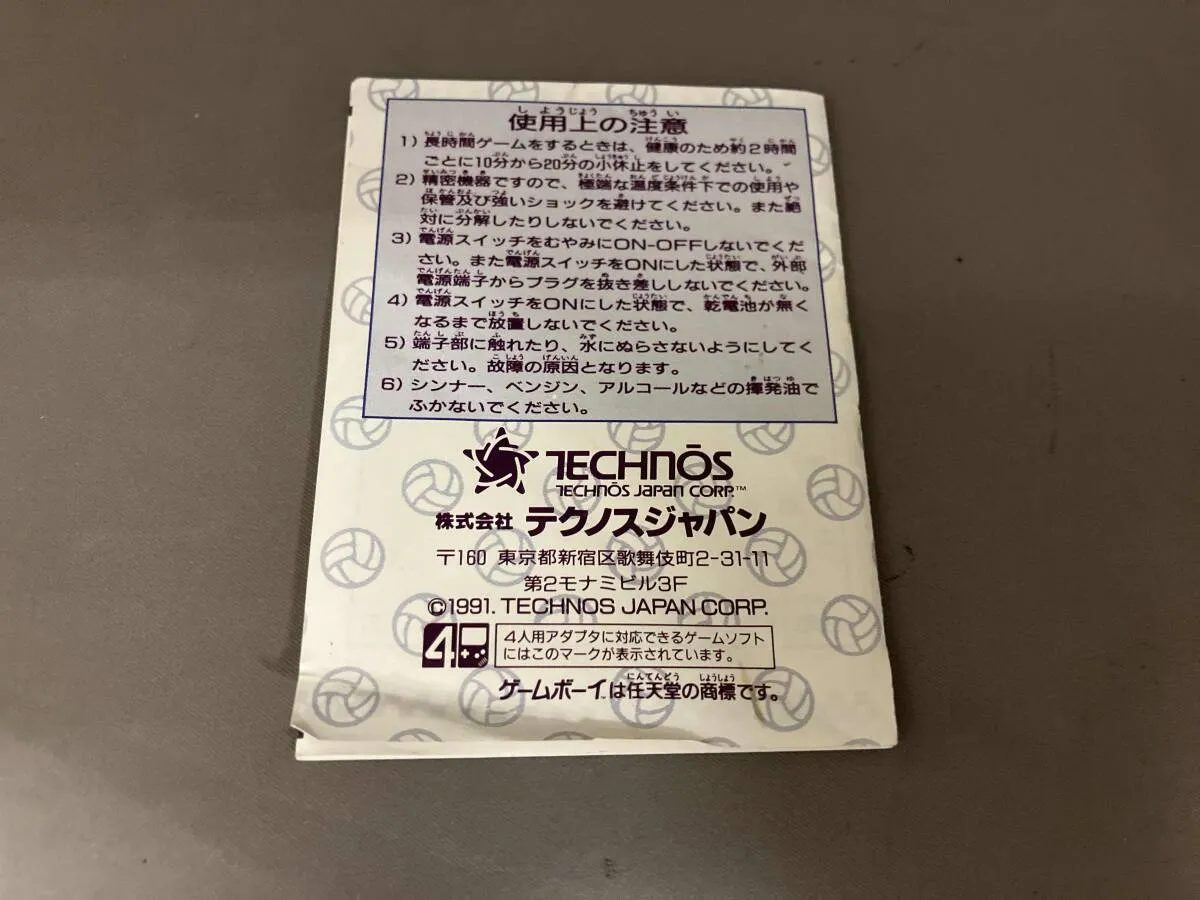 使用上の注意
1) 長時間ゲームをするときは、健康のため約2時間
ごとに10分から20分の小休止をしてください。
2) 精密機器ですので、極端な温度条件下での使用や
保管及び強いショックを避けてください。また絶
対に分解したりしないでください。
3) 電源スイッチをむやみにON-OFFしないでくだ
さい。また電源スイッチをONにした状態で、外部
電源端子からプラグを抜き差ししないでください。
4) 電源スイッチをONにした状態で、乾電池が無く
なるまで放置しないでください。
5) 端子部に触れたり、水にぬらさないようにしてく
ださい。故障の原因となります。
6) シンナー、ベンジン、アルコールなどの揮発油で
ふかないでください。
TECHNŌS
TECHNŌS JAPAN CORP.™
株式会社 テクノスジャパン
〒160 東京都新宿区歌舞伎町2-31-11
第2モナミビル3F
©1991. TECHNOS JAPAN CORP.
4 4人用アダプタに対応できるゲームソフト
にはこのマークが表示されています。
ゲームボーイ™は任天堂の商標です。